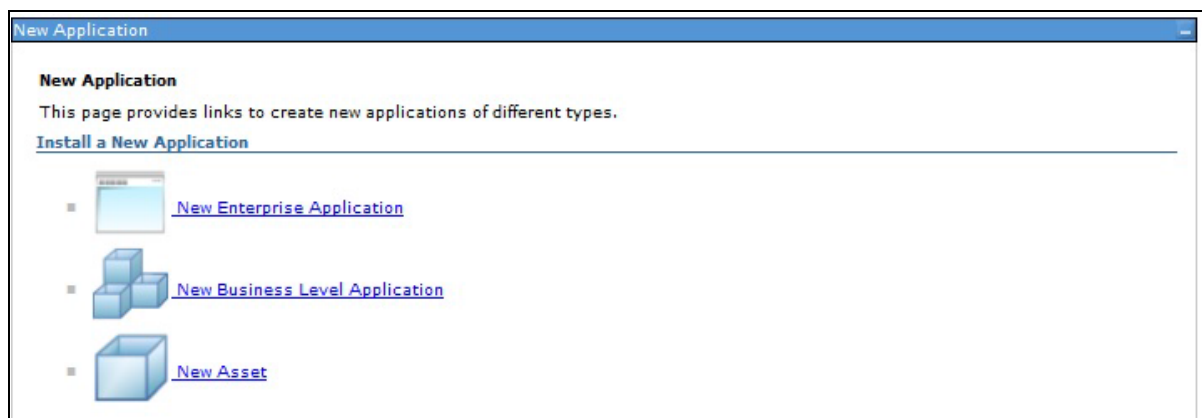 New Application
New Application
This page provides links to create new applications of different types.
Install a New Application
New Enterprise Application
New Business Level Application
New Asset